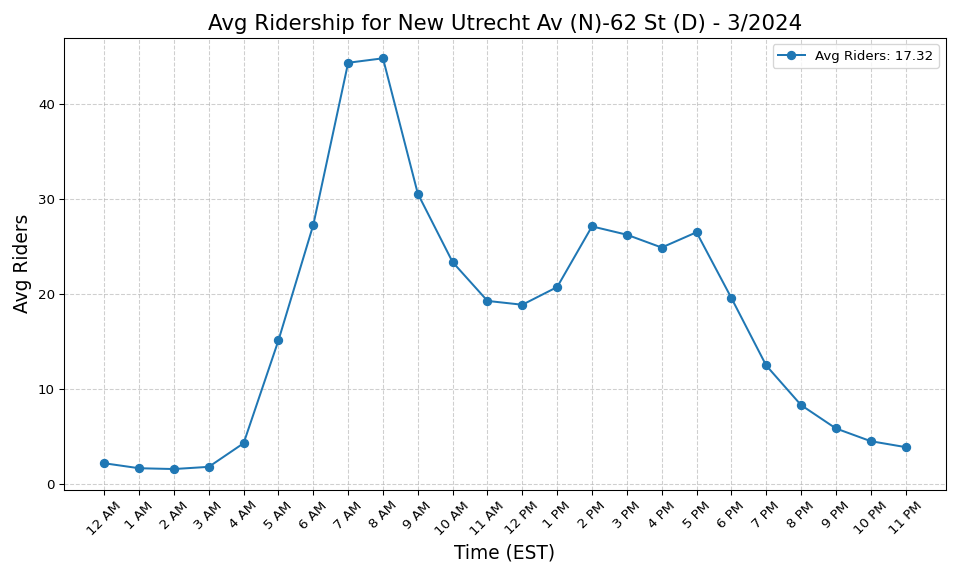 Avg Ridership for New Utrecht Av (N)-62 St (D) - 3/2024
Avg Riders: 17.32
Avg Riders
40
30
20
10
0
12 AM
1 AM
2 AM
3 AM
4 AM
5 AM
6 AM
7 AM
8 AM
9 AM
10 AM
11 AM
12 PM
1 PM
2 PM
3 PM
4 PM
5 PM
6 PM
7 PM
8 PM
9 PM
10 PM
11 PM
Time (EST)